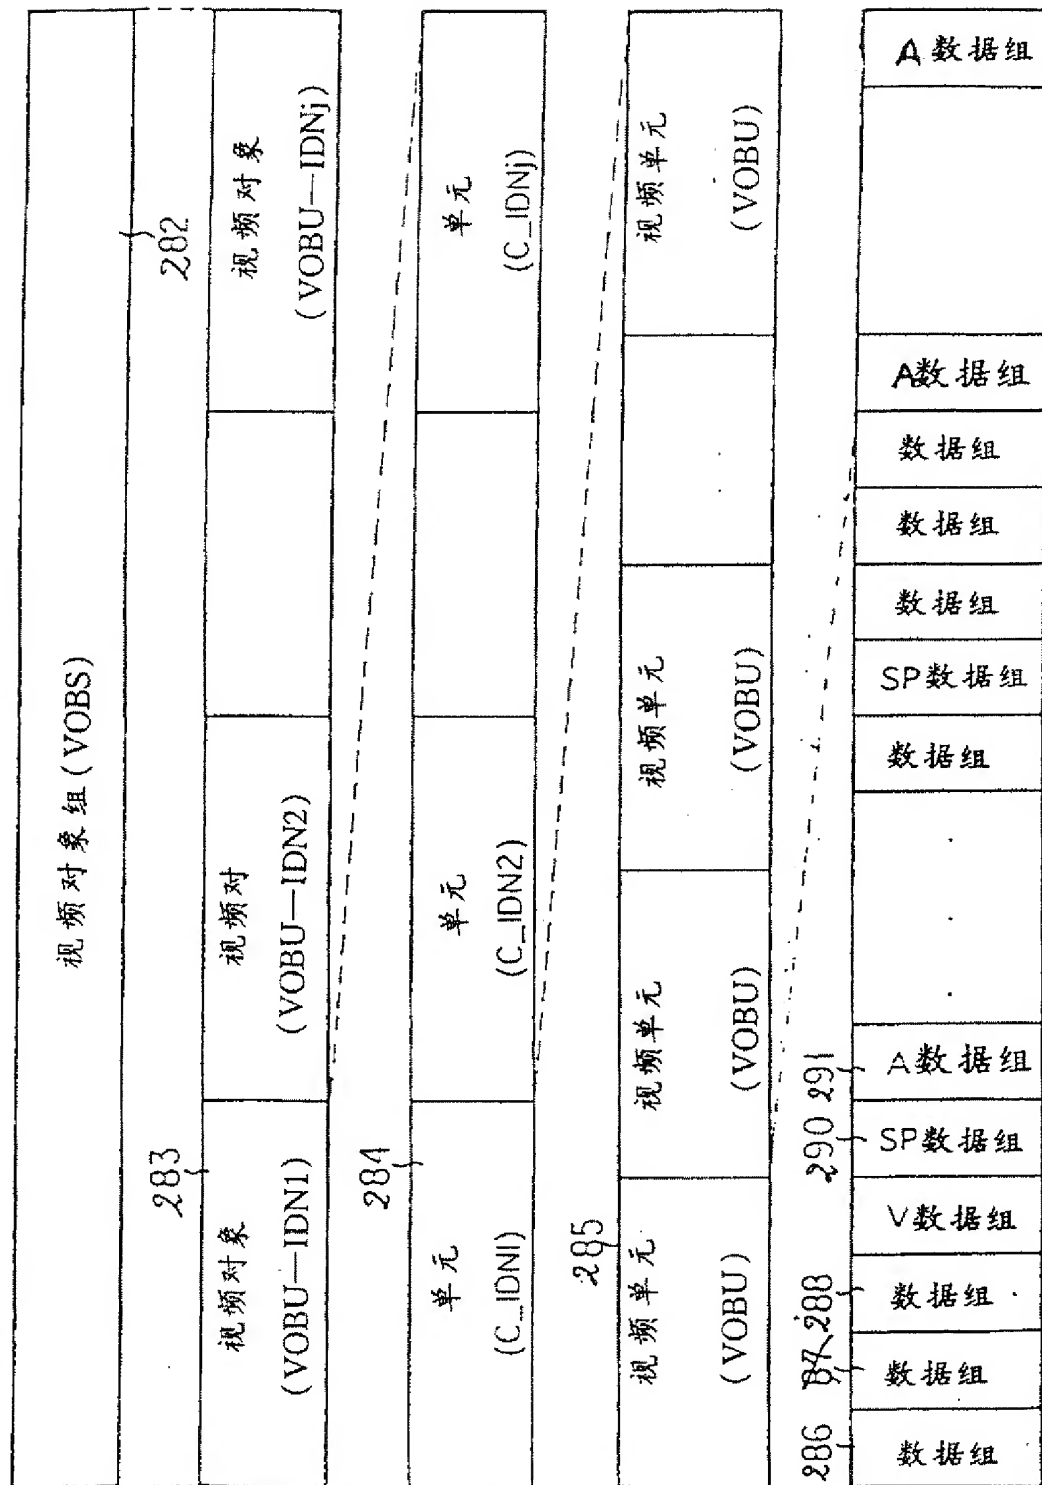 视频对象组(VOBS)
282
283
视频对象
(VOBU—IDN1)
视频对
(VOBU—IDN2)
视频对象
(VOBU—IDNj)
284
单元
(C_IDN1)
单元
(C_IDN2)
单元
(C_IDNj)
285
视频单元
(VOBU)
视频单元
(VOBU)
视频单元
(VOBU)
视频单元
(VOBU)
286
288
290
291
数据组
数据组
数据组
V数据组
SP数据组
A数据组
数据组
SP数据组
数据组
数据组
数据组
A数据组
A数据组